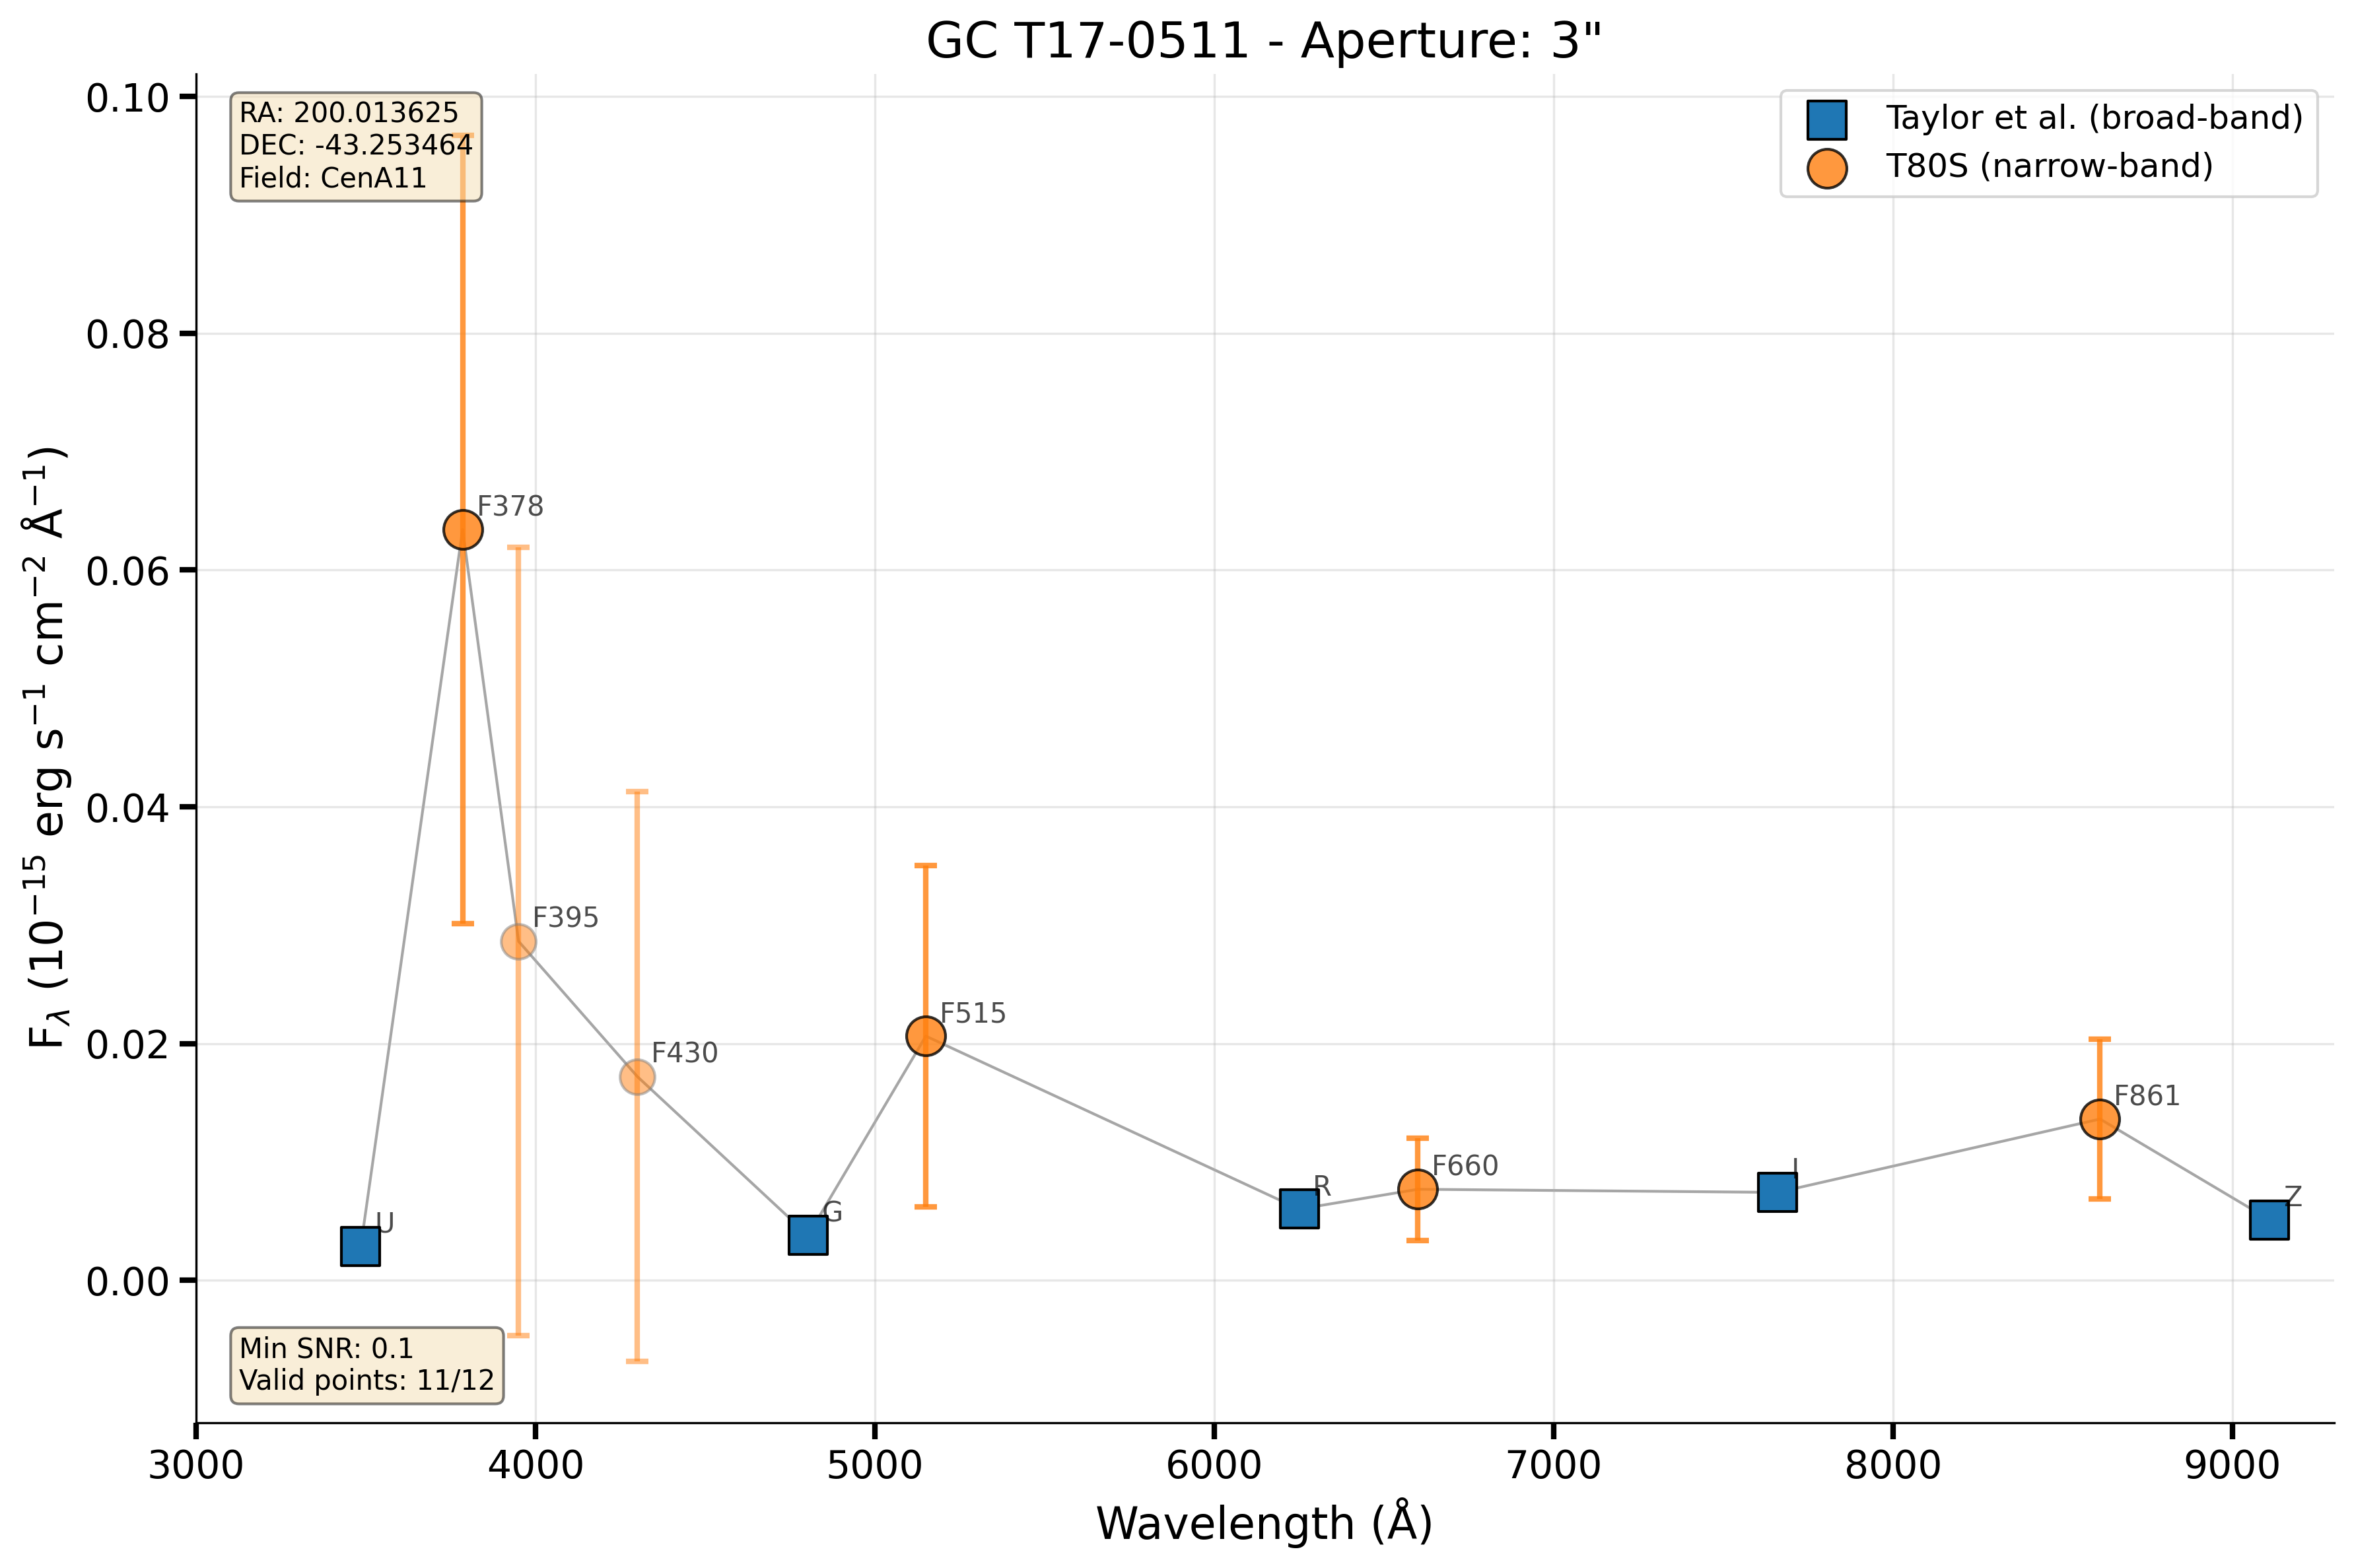 GC T17-0511 - Aperture: 3"
RA: 200.013625
DEC: -43.253464
Field: CenA11
Taylor et al. (broad-band)
T80S (narrow-band)
0.10
0.08
0.06
0.04
0.02
0.00
F_λ (10⁻¹⁵ erg s⁻¹ cm⁻² Å⁻¹)
U
F378
F395
F430
G
F515
R
F660
I
F861
Z
Min SNR: 0.1
Valid points: 11/12
3000
4000
5000
6000
7000
8000
9000
Wavelength (Å)